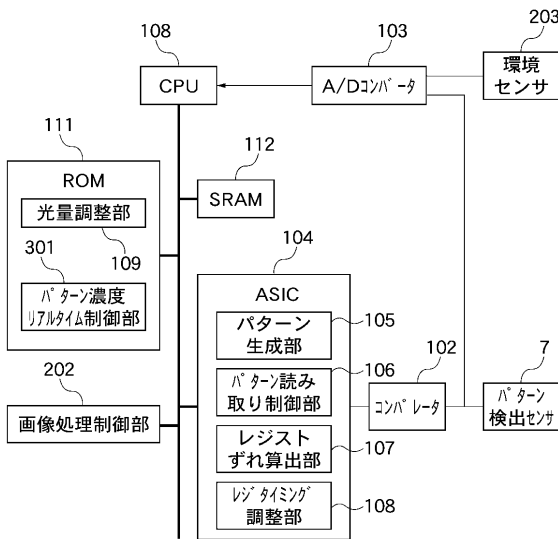 108
CPU
103
A/Dコンバータ
203
環境
センサ
111
ROM
光量調整部
109
301
パターン濃度
リアルタイム制御部
112
SRAM
104
ASIC
パターン
生成部
105
パターン読み
取り制御部
106
レジスト
ずれ算出部
107
レジタイミング
調整部
108
102
コンパレータ
7
パターン
検出センサ
202
画像処理制御部